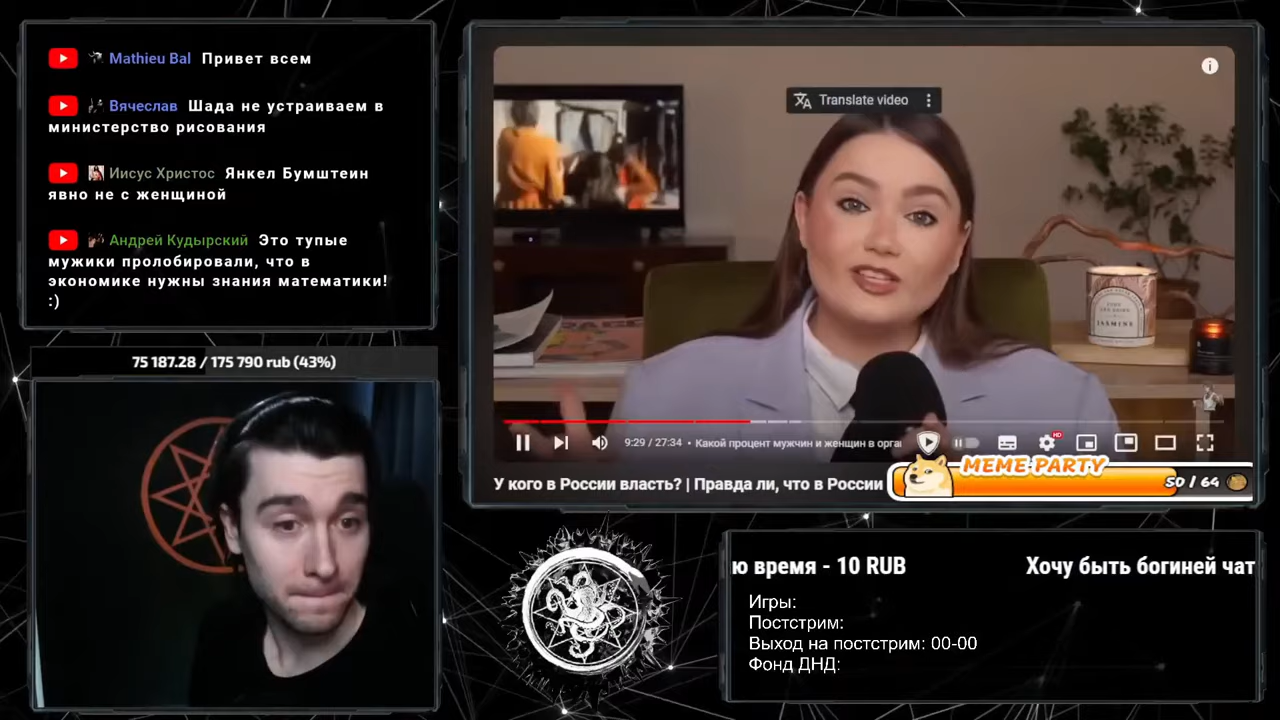 Mathieu Bal Привет всем
Вячеслав Шада не устраиваем в
министерство рисования
Иисус Христос Янкел Бумштеин
явно не с женщиной
Андрей Кудырский Это тупые
мужики пролобировали, что в
экономике нужны знания математики!
:)
75 187.28 / 175 790 rub (43%)
Translate video
JASMINE
9:29 / 27:34 • Какой процент мужчин и женщин в орга
HD
У кого в России власть? | Правда ли, что в России
MEME PARTY
50 / 64
ю время - 10 RUB
Хочу быть богиней чат
Игры:
Постстрим:
Выход на постстрим: 00-00
Фонд ДНД: